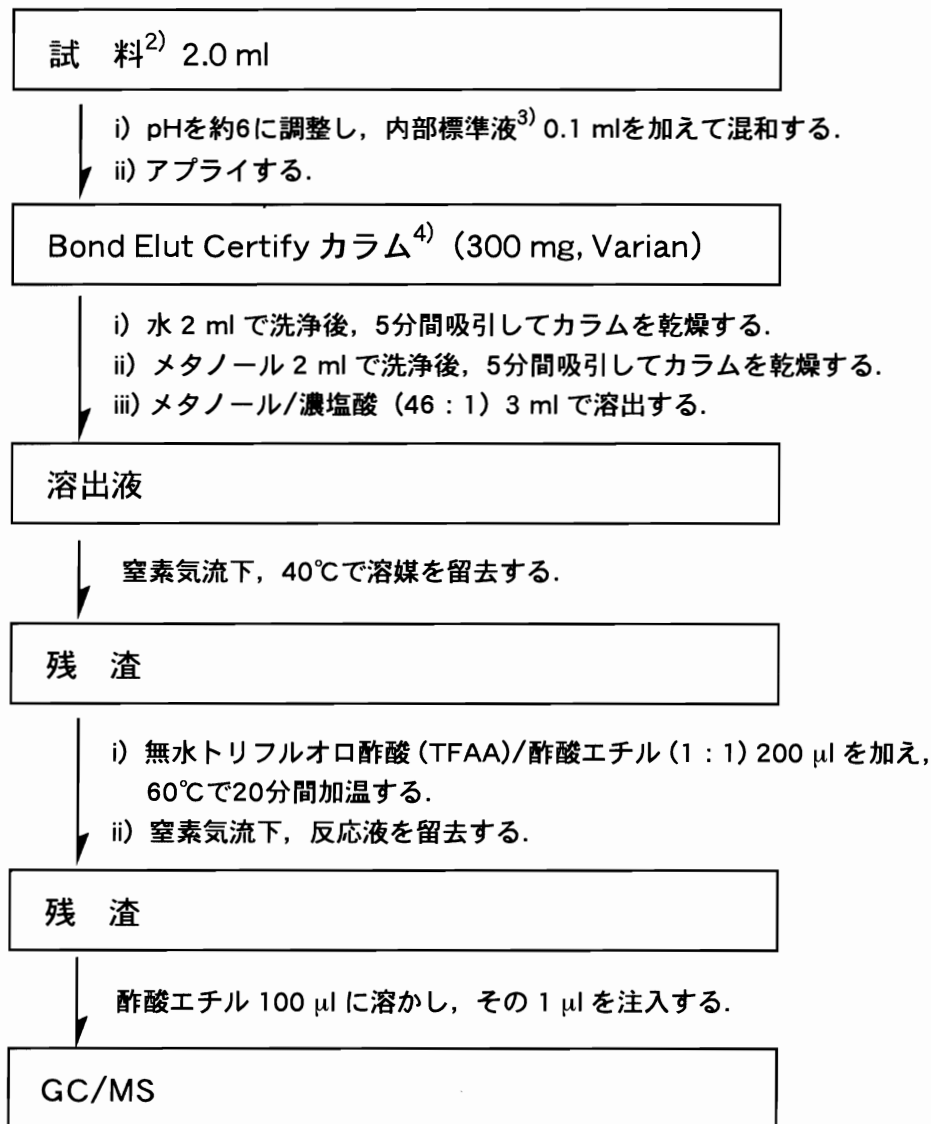 試　料2) 2.0 ml
i) pHを約6に調整し，内部標準液3) 0.1 mlを加えて混和する.
ii) アプライする.
Bond Elut Certify カラム4)（300 mg, Varian）
i) 水 2 ml で洗浄後，5分間吸引してカラムを乾燥する.
ii) メタノール 2 ml で洗浄後，5分間吸引してカラムを乾燥する.
iii) メタノール/濃塩酸（46 : 1）3 ml で溶出する.
溶出液
窒素気流下，40℃で溶媒を留去する.
残　渣
i) 無水トリフルオロ酢酸 (TFAA)/酢酸エチル (1 : 1) 200 μl を加え，
60℃で20分間加温する.
ii) 窒素気流下，反応液を留去する.
残　渣
酢酸エチル 100 μl に溶かし，その 1 μl を注入する.
GC/MS